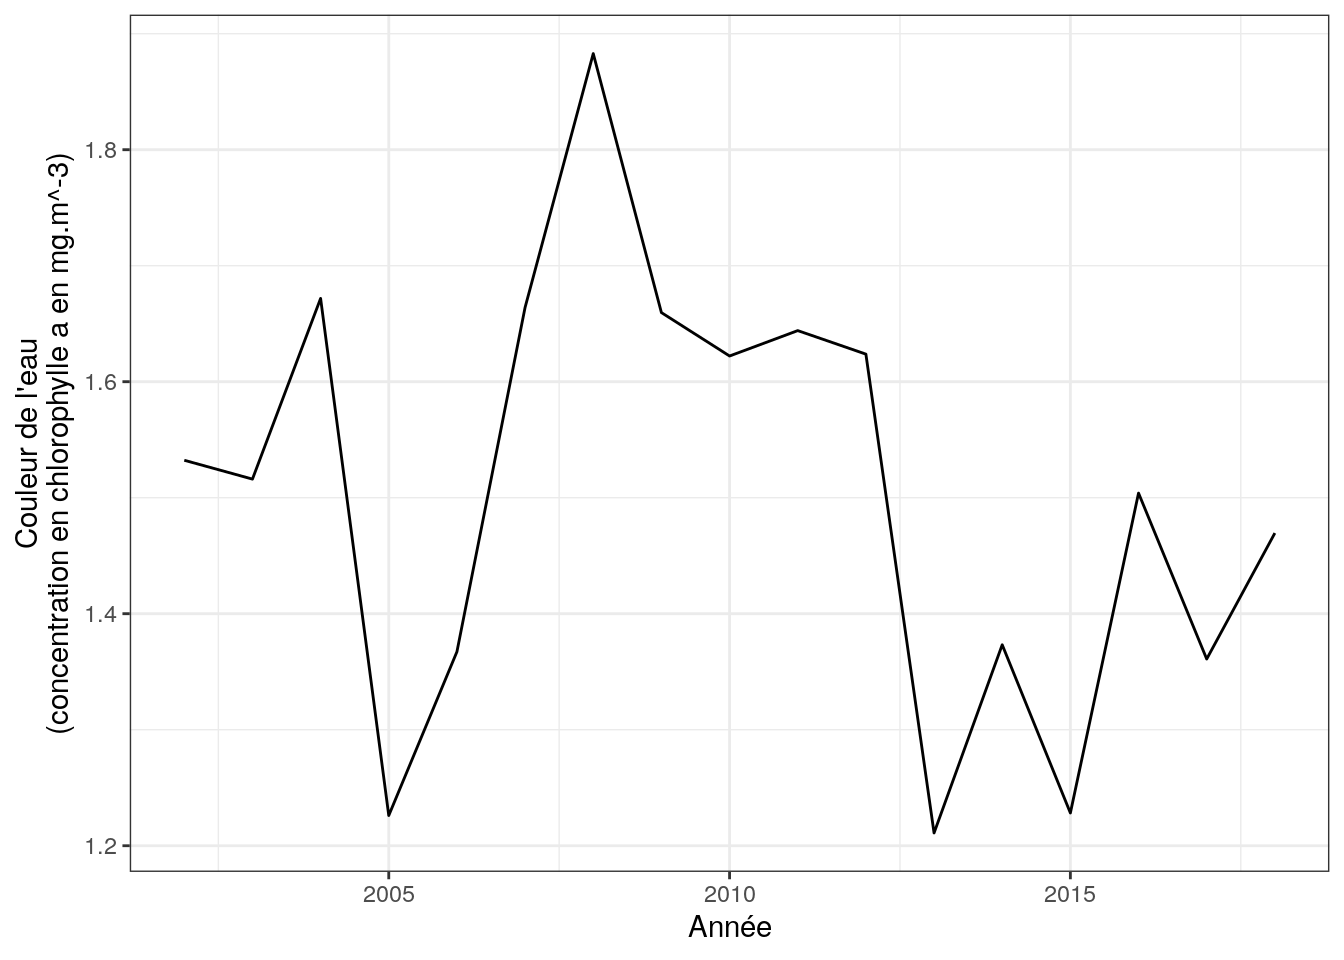 Couleur de l'eau
(concentration en chlorophylle a en mg.m^-3)
1.8
1.6
1.4
1.2
2005 2010 2015
Année